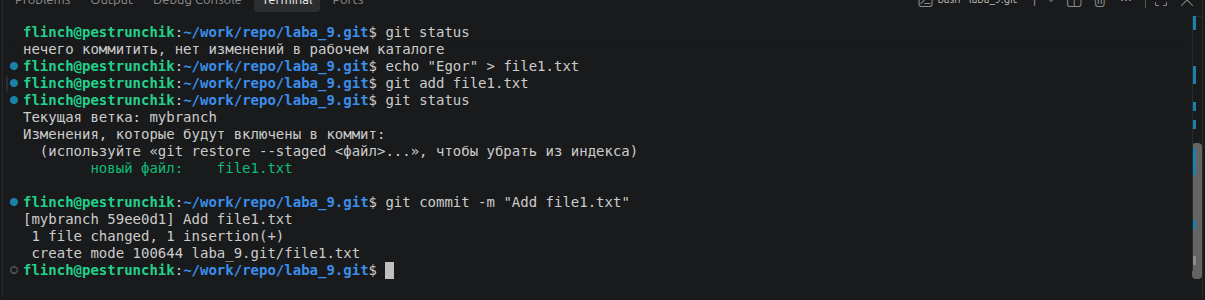 Problems Output Debug Console Terminal Ports bash - laba_9.git
flinch@pestrunchik:~/work/repo/laba_9.git$ git status
нечего коммитить, нет изменений в рабочем каталоге
flinch@pestrunchik:~/work/repo/laba_9.git$ echo "Egor" > file1.txt
flinch@pestrunchik:~/work/repo/laba_9.git$ git add file1.txt
flinch@pestrunchik:~/work/repo/laba_9.git$ git status
Текущая ветка: mybranch
Изменения, которые будут включены в коммит:
  (используйте «git restore --staged <файл>...», чтобы убрать из индекса)
        новый файл:    file1.txt
flinch@pestrunchik:~/work/repo/laba_9.git$ git commit -m "Add file1.txt"
[mybranch 59ee0d1] Add file1.txt
 1 file changed, 1 insertion(+)
 create mode 100644 laba_9.git/file1.txt
flinch@pestrunchik:~/work/repo/laba_9.git$